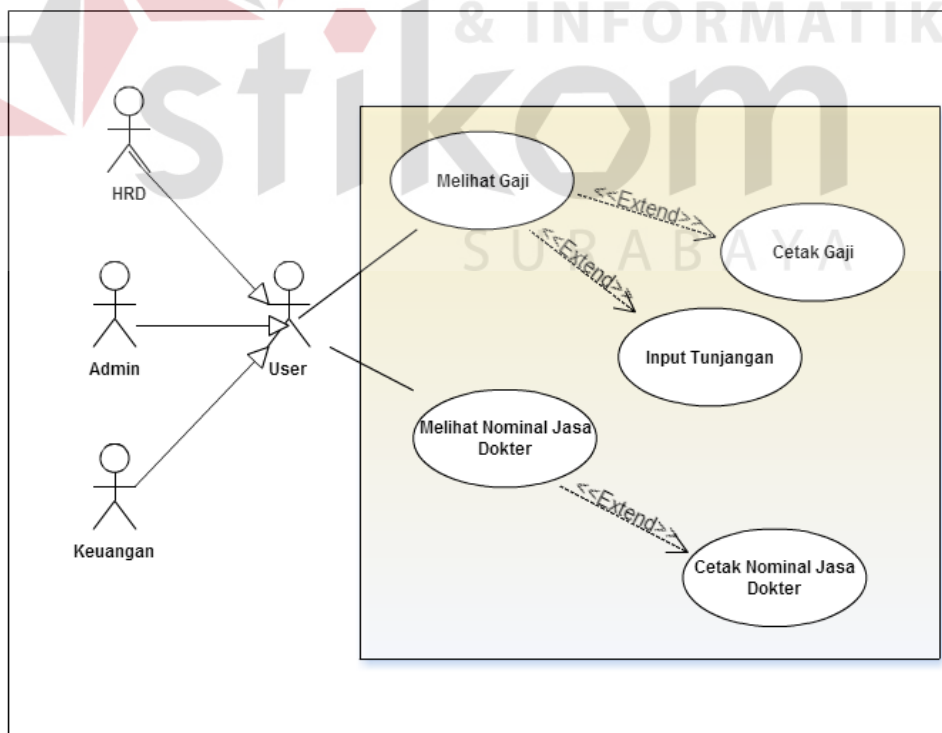 & INFORMATIK
stikom
SURABAYA
HRD
Admin
User
Keuangan
Melihat Gaji
<<Extend>>
Cetak Gaji
<<Extend>>
Input Tunjangan
Melihat Nominal Jasa
Dokter
<<Extend>>
Cetak Nominal Jasa
Dokter